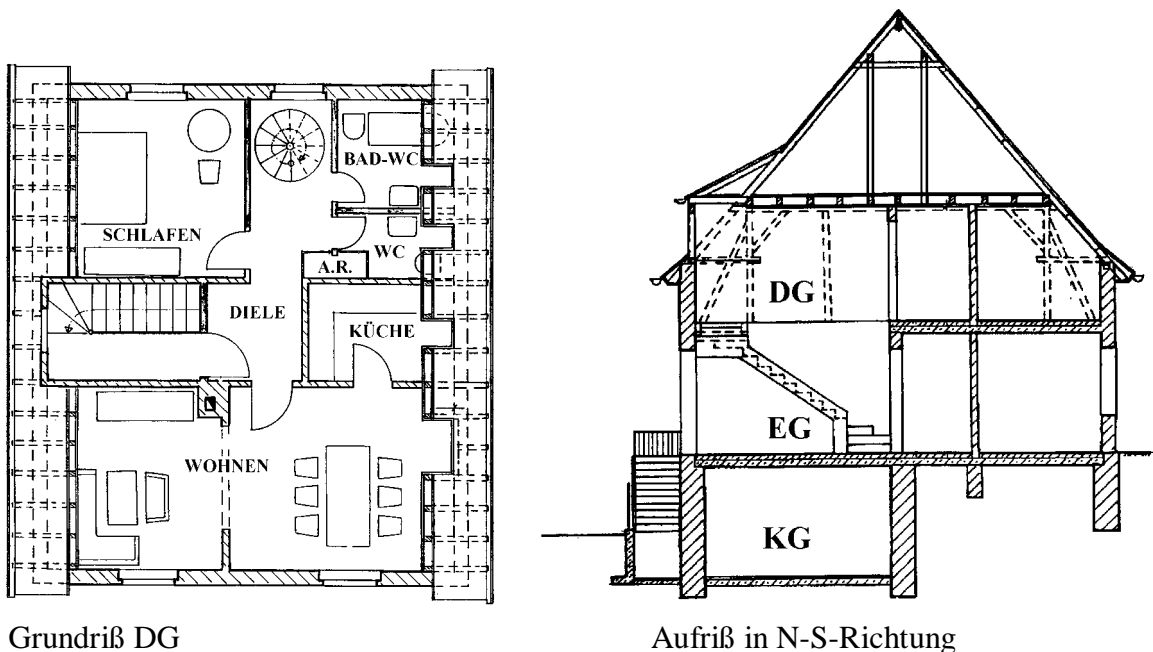 BAD-WC
SCHLAFEN
WC
A.R.
DIELE
KÜCHE
WOHNEN
Grundriß DG
DG
EG
KG
Aufriß in N-S-Richtung